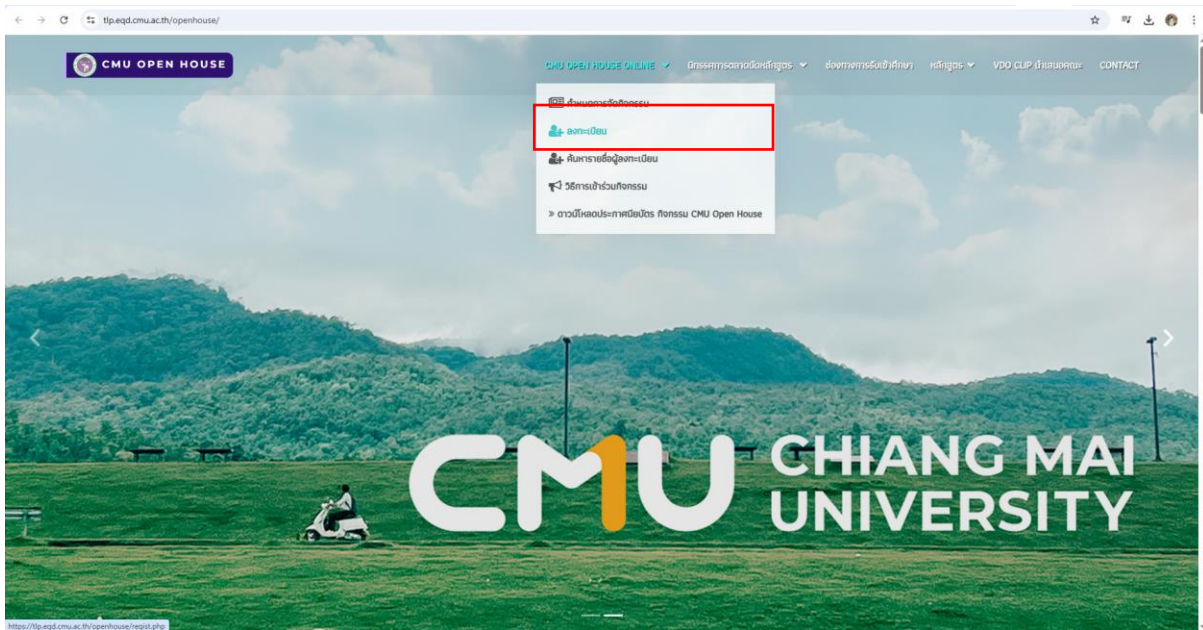 tlp.eqd.cmu.ac.th/openhouse/
CMU OPEN HOUSE
CMU OPEN HOUSE ONLINE
นิทรรศการตลาดนัดหลักสูตร
ช่องทางการรับเข้าศึกษา
หลักสูตร
VDO CLIP นำเสนอคณะ
CONTACT
กำหนดการจัดกิจกรรม
ลงทะเบียน
ค้นหารายชื่อผู้ลงทะเบียน
วิธีการเข้าร่วมกิจกรรม
» ดาวน์โหลดประกาศนียบัตร กิจกรรม CMU Open House
CMU CHIANG MAI
UNIVERSITY
https://tlp.eqd.cmu.ac.th/openhouse/regist.php